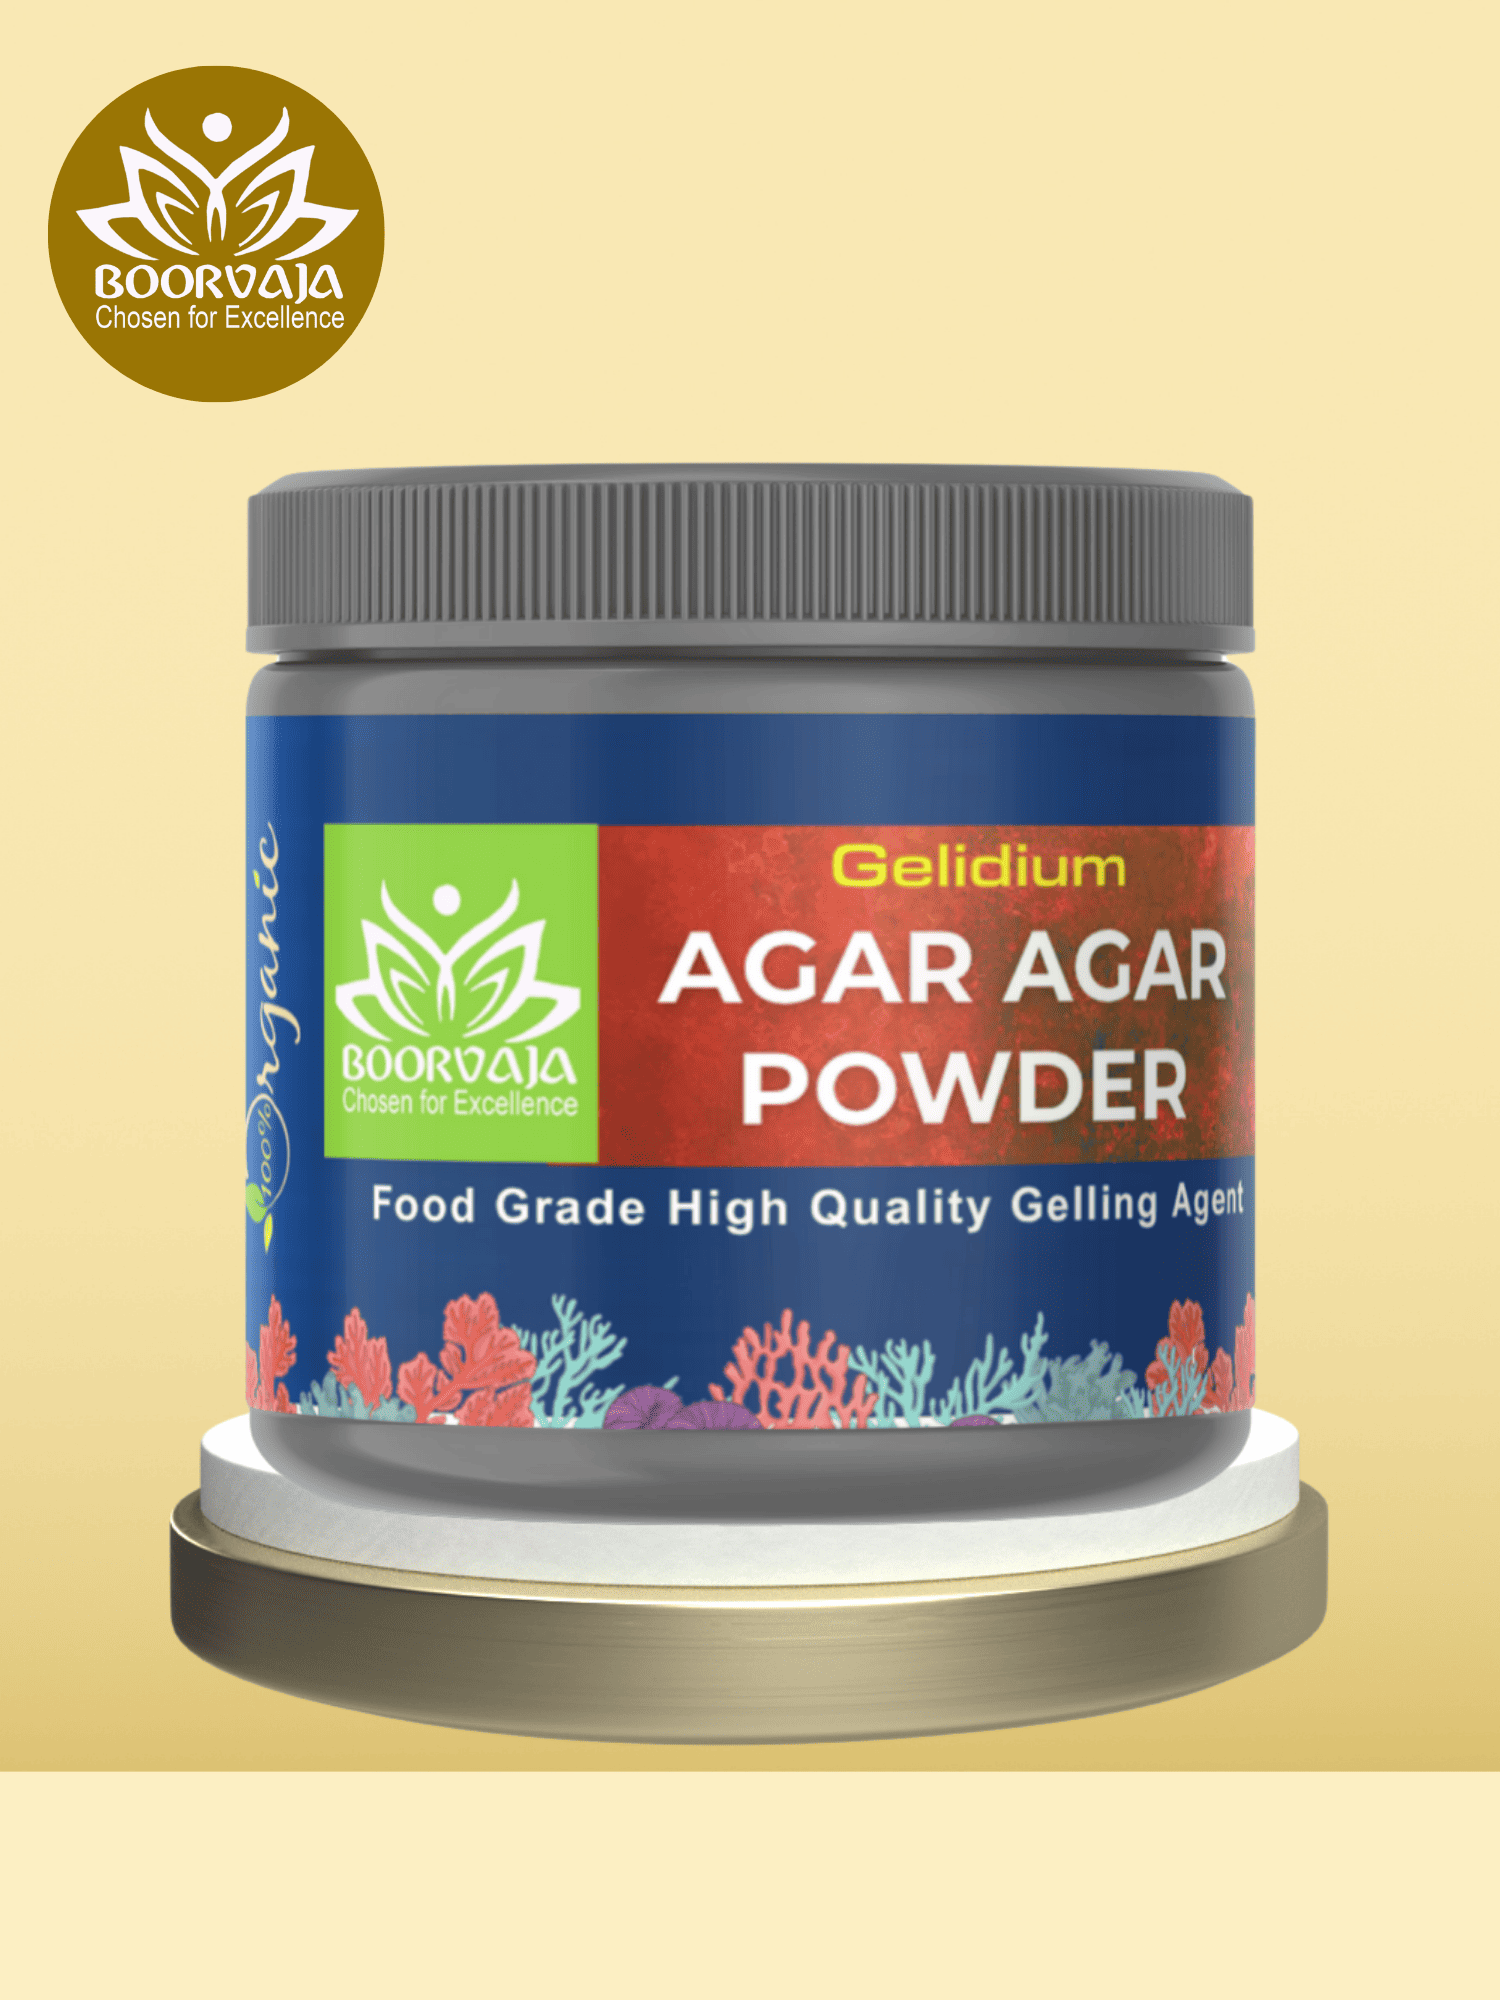 BOORVAJA
Chosen for Excellence
100% Organic
BOORVAJA
Chosen for Excellence
Gelidium
AGAR AGAR
POWDER
Food Grade High Quality Gelling Agent